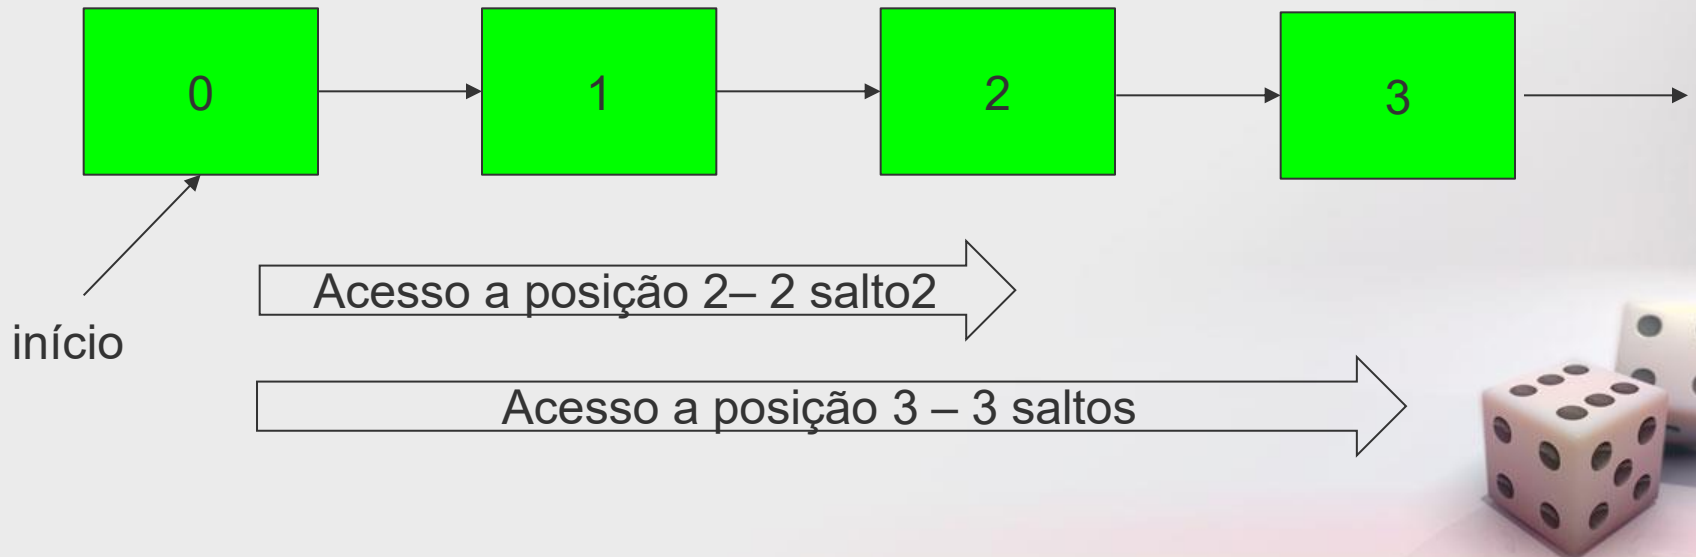 0
1
2
3
Acesso a posição 2– 2 salto2
início
Acesso a posição 3 – 3 saltos